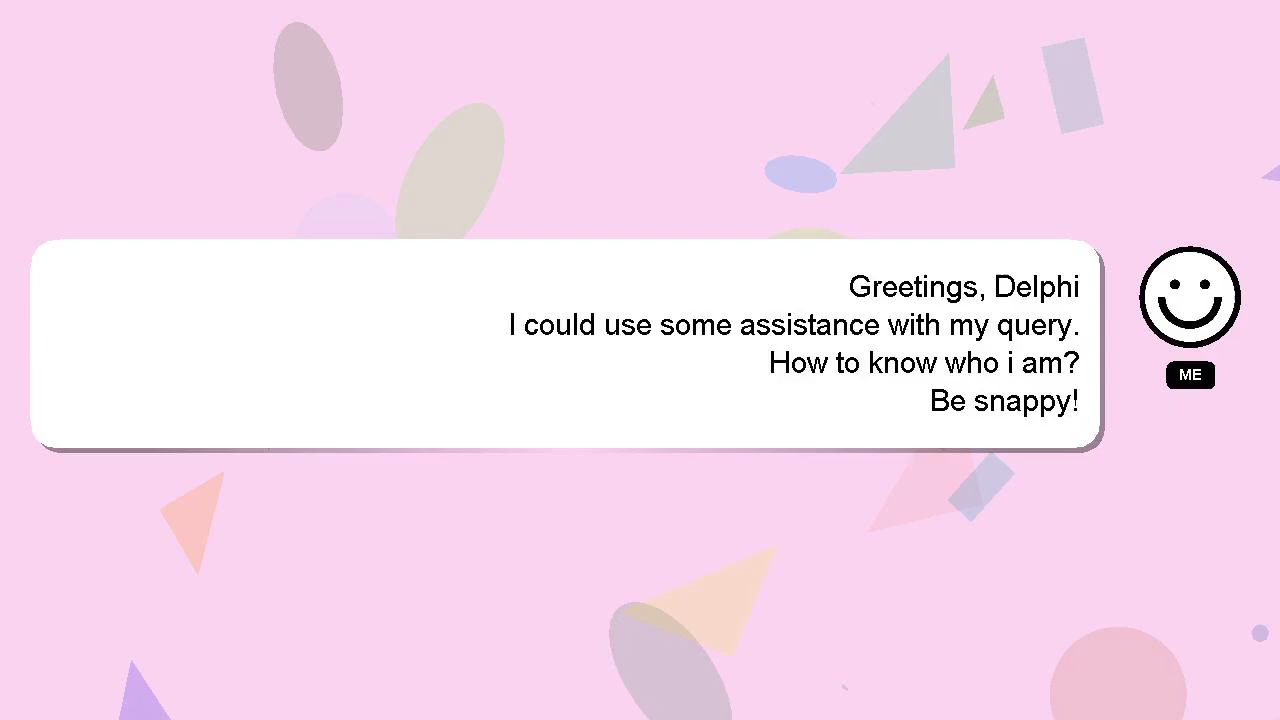 Greetings, Delphi
I could use some assistance with my query.
How to know who i am?
Be snappy!
ME